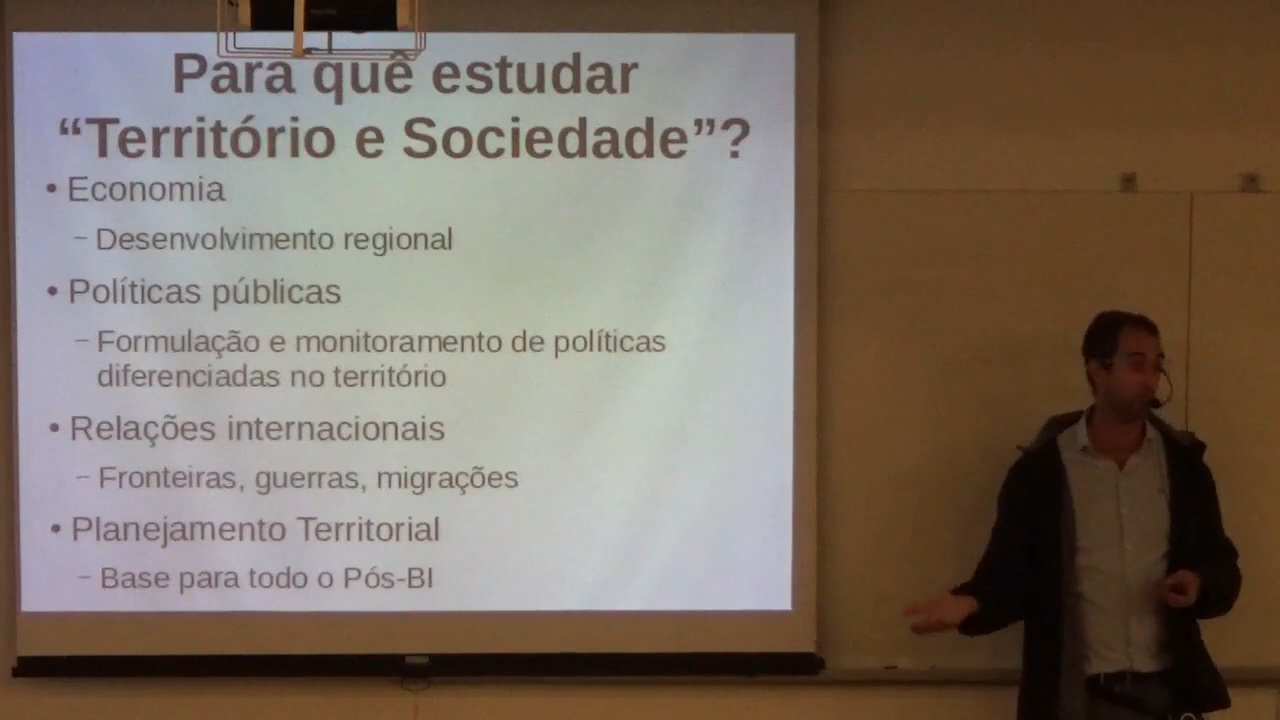 Para quê estudar
“Território e Sociedade”?
• Economia
– Desenvolvimento regional
• Políticas públicas
– Formulação e monitoramento de políticas
diferenciadas no território
• Relações internacionais
– Fronteiras, guerras, migrações
• Planejamento Territorial
– Base para todo o Pós-BI